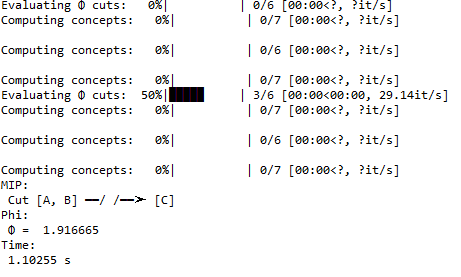 Evaluating Φ cuts:   0%|          | 0/6 [00:00<?, ?it/s]
Computing concepts:   0%|          | 0/7 [00:00<?, ?it/s]
Computing concepts:   0%|          | 0/6 [00:00<?, ?it/s]
Computing concepts:   0%|          | 0/7 [00:00<?, ?it/s]
Evaluating Φ cuts:  50%|█████     | 3/6 [00:00<00:00, 29.14it/s]
Computing concepts:   0%|          | 0/7 [00:00<?, ?it/s]
Computing concepts:   0%|          | 0/6 [00:00<?, ?it/s]
Computing concepts:   0%|          | 0/7 [00:00<?, ?it/s]
MIP:
Cut [A, B] ━━/ /━━➤ [C]
Phi:
Φ =  1.916665
Time:
1.10255 s